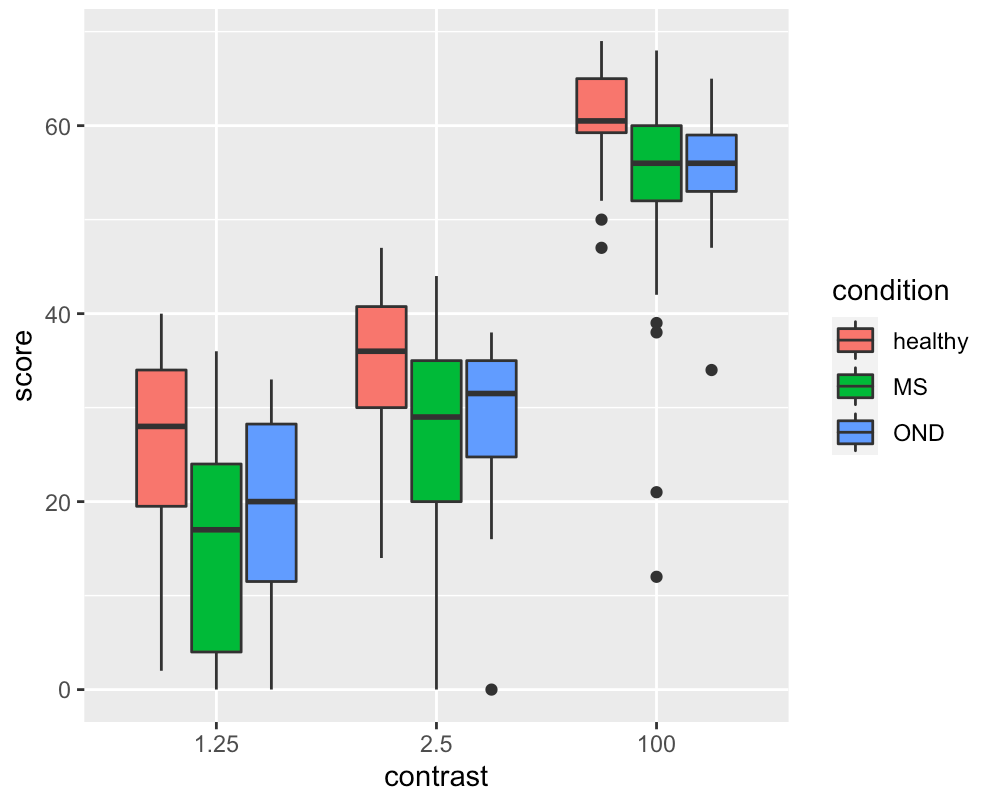 score
60
40
20
0
1.25 2.5 100
contrast
condition
healthy
MS
OND